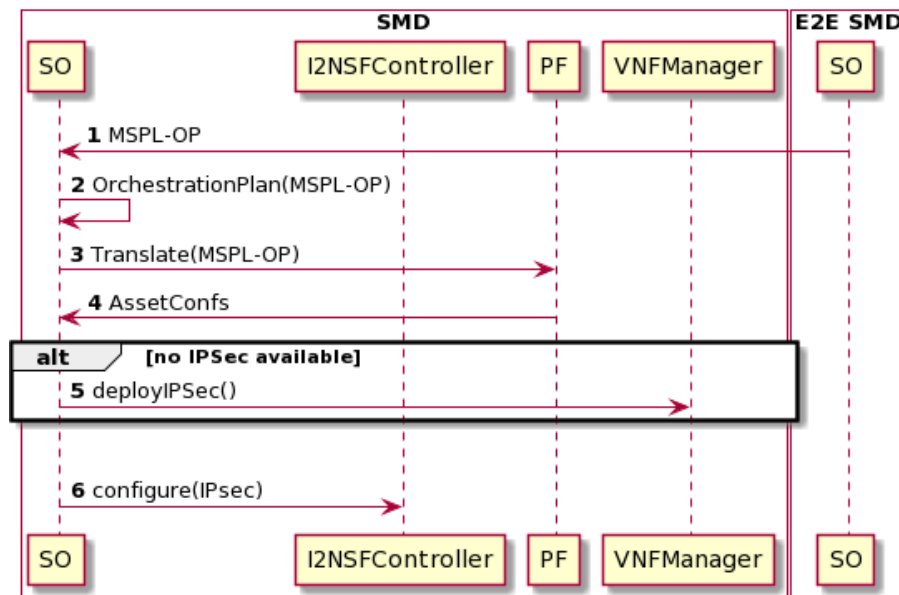 SMD
E2E SMD
SO
I2NSFController
PF
VNFManager
SO
1 MSPL-OP
2 OrchestrationPlan(MSPL-OP)
3 Translate(MSPL-OP)
4 AssetConfs
alt [no IPSec available]
5 deployIPSec()
6 configure(IPsec)
SO
I2NSFController
PF
VNFManager
SO